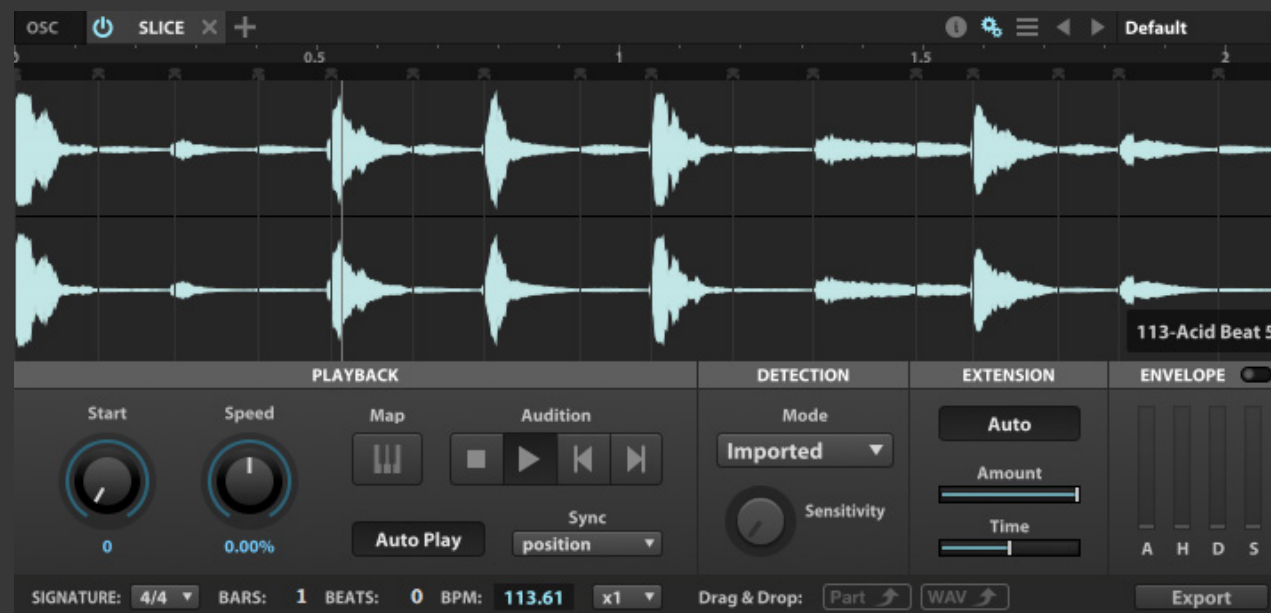 OSC SLICE Default
0.5 1 1.5 2
113-Acid Beat 5
PLAYBACK DETECTION EXTENSION ENVELOPE
Start Speed Map Audition Mode Auto
Imported
Amount
Sensitivity
Sync Time
0 0.00% Auto Play position A H D S
SIGNATURE: 4/4 BARS: 1 BEATS: 0 BPM: 113.61 x1 Drag & Drop: Part WAV Export